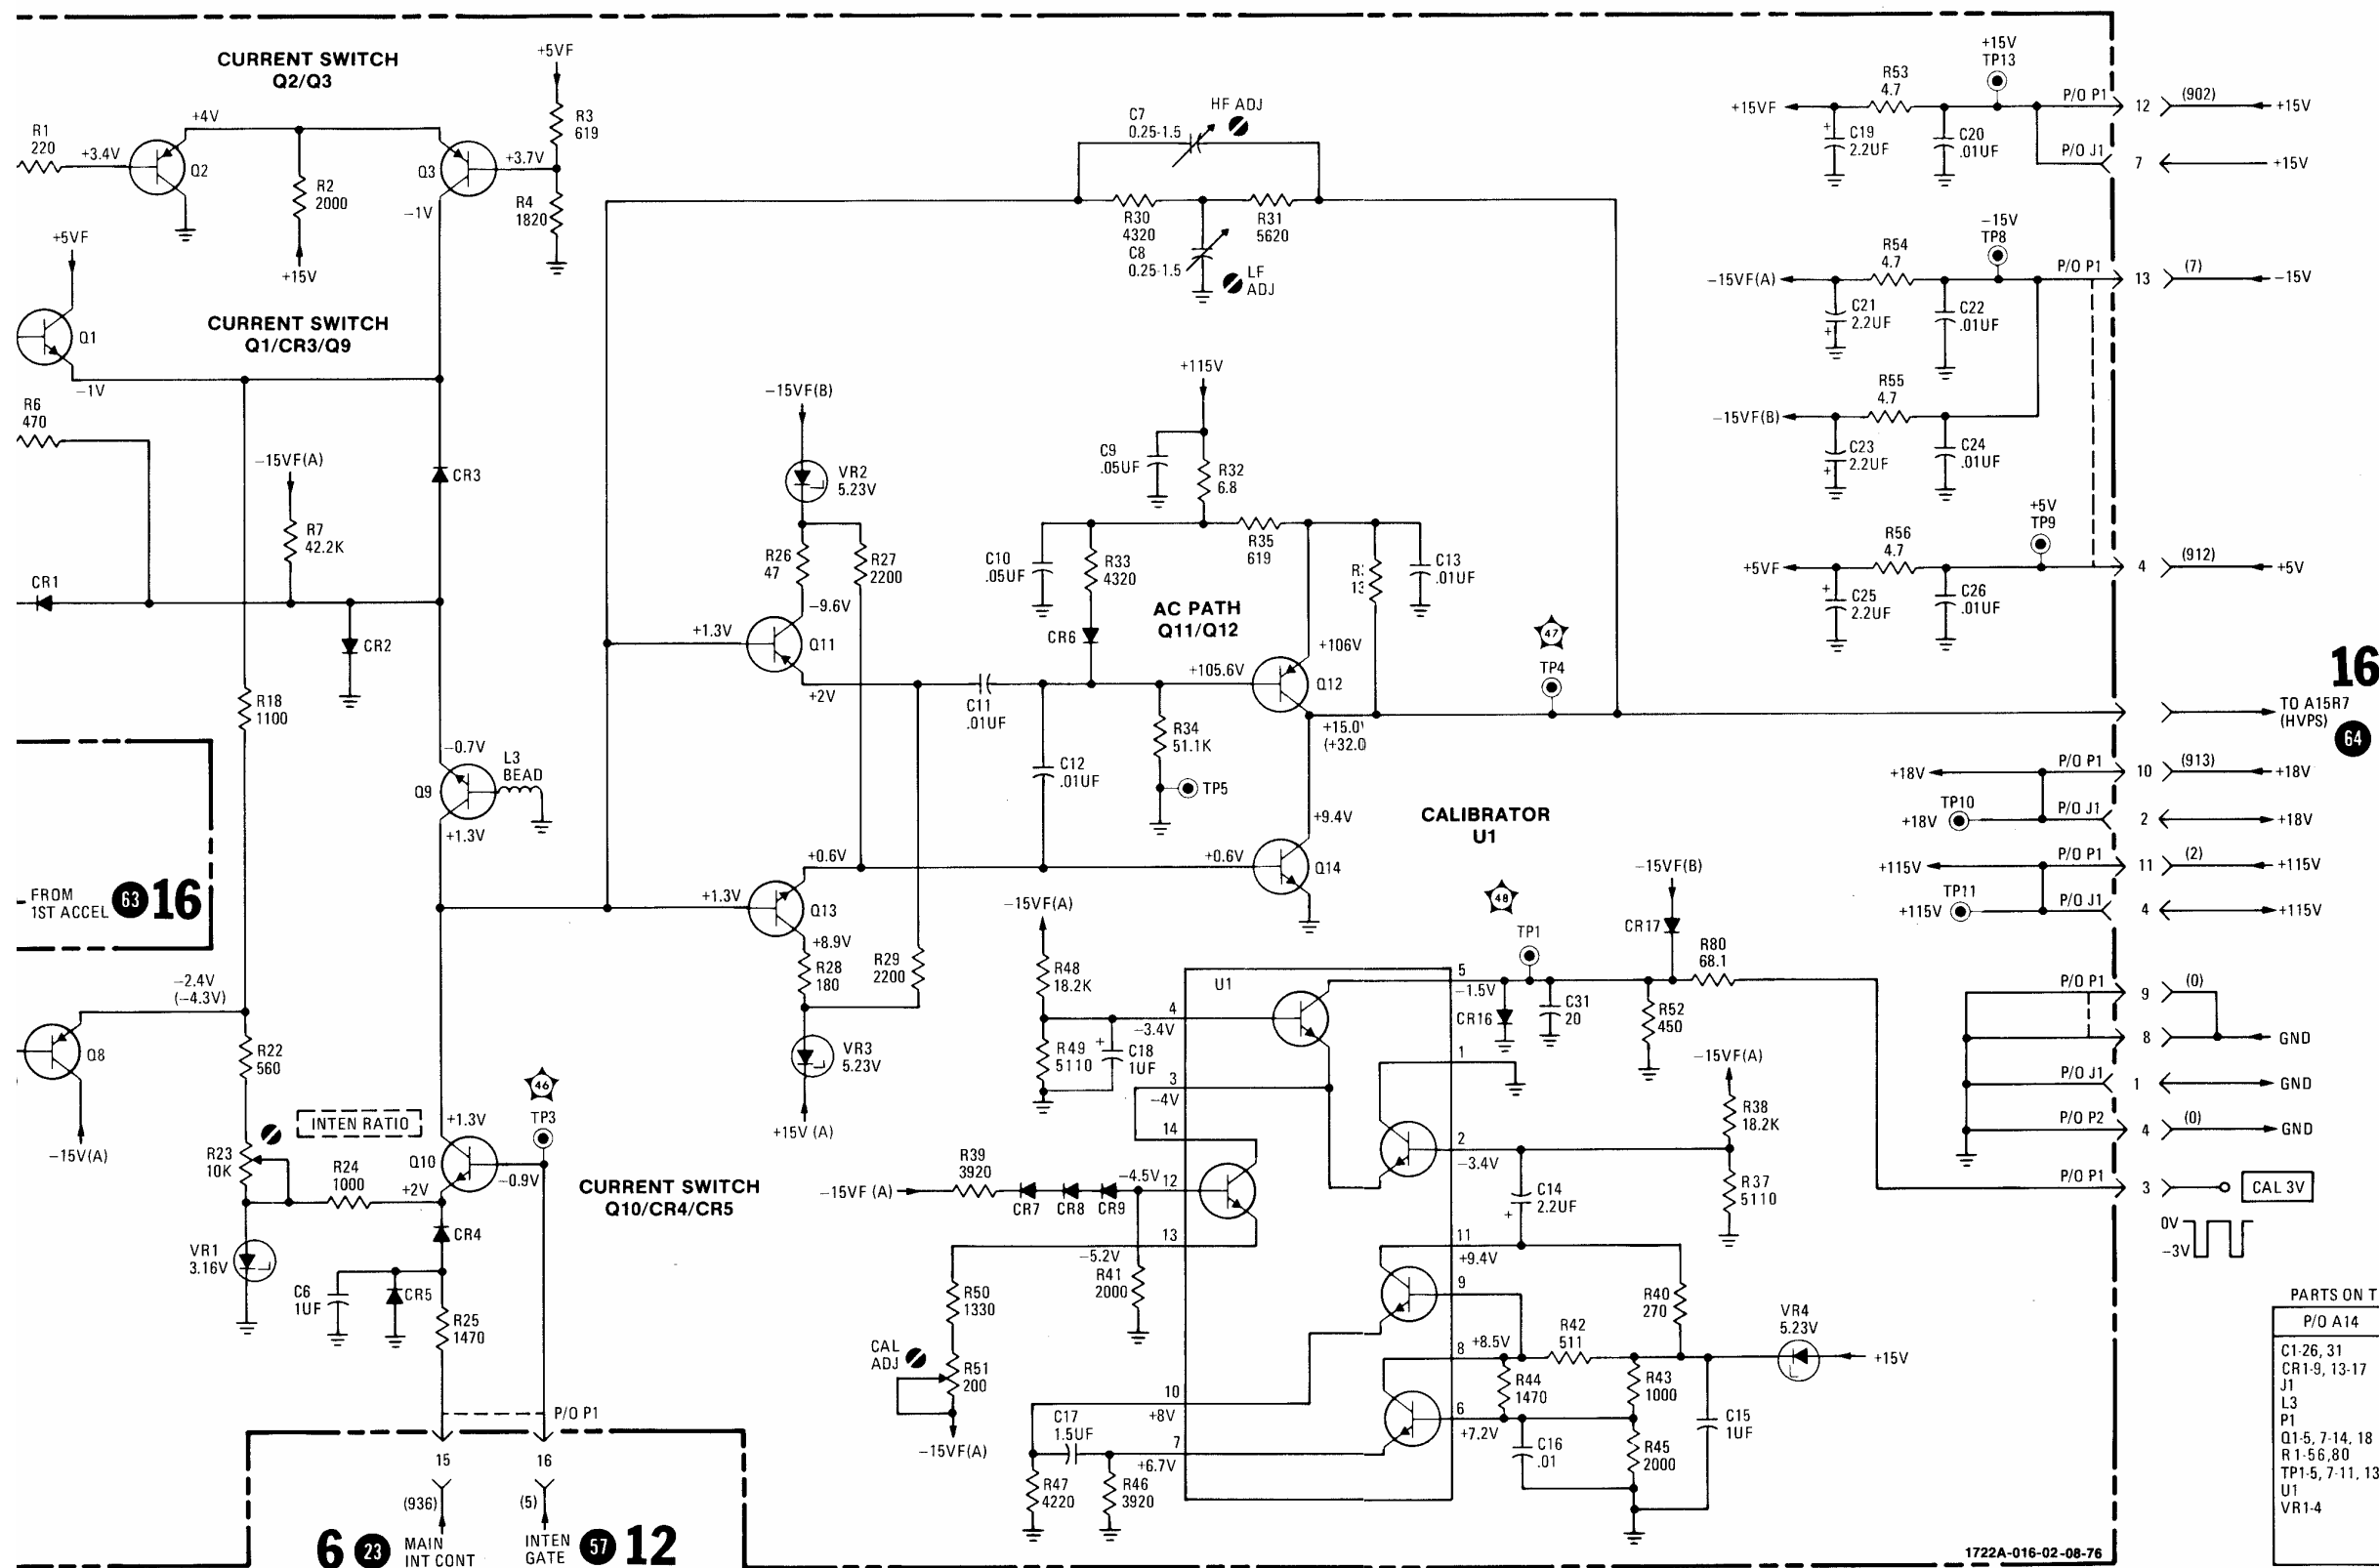 CURRENT SWITCH
Q2/Q3
+5VF
R3
619
+4V
R1
220
+3.4V
Q2
R2
2000
+15V
Q3
+3.7V
R4
1820
−1V
+5VF
Q1
−1V
CURRENT SWITCH
Q1/CR3/Q9
R6
470
−15VF(A)
R7
42.2K
CR3
CR1
CR2
R18
1100
−0.7V
L3
BEAD
Q9
+1.3V
FROM
1ST ACCEL
63
16
−2.4V
(−4.3V)
Q8
−15V(A)
R22
560
INTEN RATIO
R23
10K
R24
1000
VR1
3.16V
+1.3V
Q10
+2V
−0.9V
46
TP3
CR4
C6
1UF
CR5
R25
1470
CURRENT SWITCH
Q10/CR4/CR5
P/O P1
15
16
(936)
(5)
6
23
MAIN
INT CONT
INTEN
GATE
57
12
C7
0.25-1.5
HF ADJ
R30
4320
R31
5620
C8
0.25-1.5
LF
ADJ
−15VF(B)
VR2
5.23V
R26
47
R27
2200
−9.6V
+1.3V
Q11
+2V
+115V
C9
.05UF
R32
6.8
C10
.05UF
R33
4320
R35
619
C13
.01UF
CR6
AC PATH
Q11/Q12
+106V
+105.6V
Q12
C11
.01UF
R34
51.1K
C12
.01UF
TP5
47
TP4
+9.4V
+0.6V
+0.6V
Q14
+1.3V
Q13
+8.9V
R28
180
R29
2200
VR3
5.23V
+15V (A)
CALIBRATOR
U1
48
TP1
−15VF(B)
CR17
R80
68.1
−15VF(A)
R48
18.2K
R49
5110
C18
1UF
U1
4
−3.4V
3
−4V
14
5
−1.5V
CR16
C31
20
R52
450
1
−15VF(A)
R38
18.2K
2
−3.4V
R37
5110
C14
2.2UF
R39
3920
−15VF (A)
CR7
CR8
CR9
−4.5V
12
13
−5.2V
R41
2000
R50
1330
CAL
ADJ
R51
200
−15VF(A)
11
+9.4V
9
R40
270
VR4
5.23V
+15V
8
+8.5V
R42
511
R44
1470
R43
1000
6
+7.2V
C16
.01
R45
2000
C15
1UF
10
+8V
C17
1.5UF
7
+6.7V
R47
4220
R46
3920
+15V
TP13
R53
4.7
+15VF
C19
2.2UF
C20
.01UF
P/O P1
12
(902)
+15V
P/O J1
7
+15V
−15V
TP8
R54
4.7
−15VF(A)
C21
2.2UF
C22
.01UF
P/O P1
13
(7)
−15V
R55
4.7
−15VF(B)
C23
2.2UF
C24
.01UF
+5V
TP9
R56
4.7
+5VF
C25
2.2UF
C26
.01UF
4
(912)
+5V
16
TO A15R7
(HVPS)
64
+18V
P/O P1
10
(913)
+18V
TP10
+18V
P/O J1
2
+18V
+115V
P/O P1
11
(2)
+115V
TP11
+115V
P/O J1
4
+115V
P/O P1
9
(0)
8
GND
P/O J1
1
GND
P/O P2
4
(0)
GND
P/O P1
3
CAL 3V
0V
−3V
PARTS ON T
P/O A14
C1-26, 31
CR1-9, 13-17
J1
L3
P1
Q1-5, 7-14, 18
R1-56,80
TP1-5, 7-11, 13
U1
VR1-4
1722A-016-02-08-76